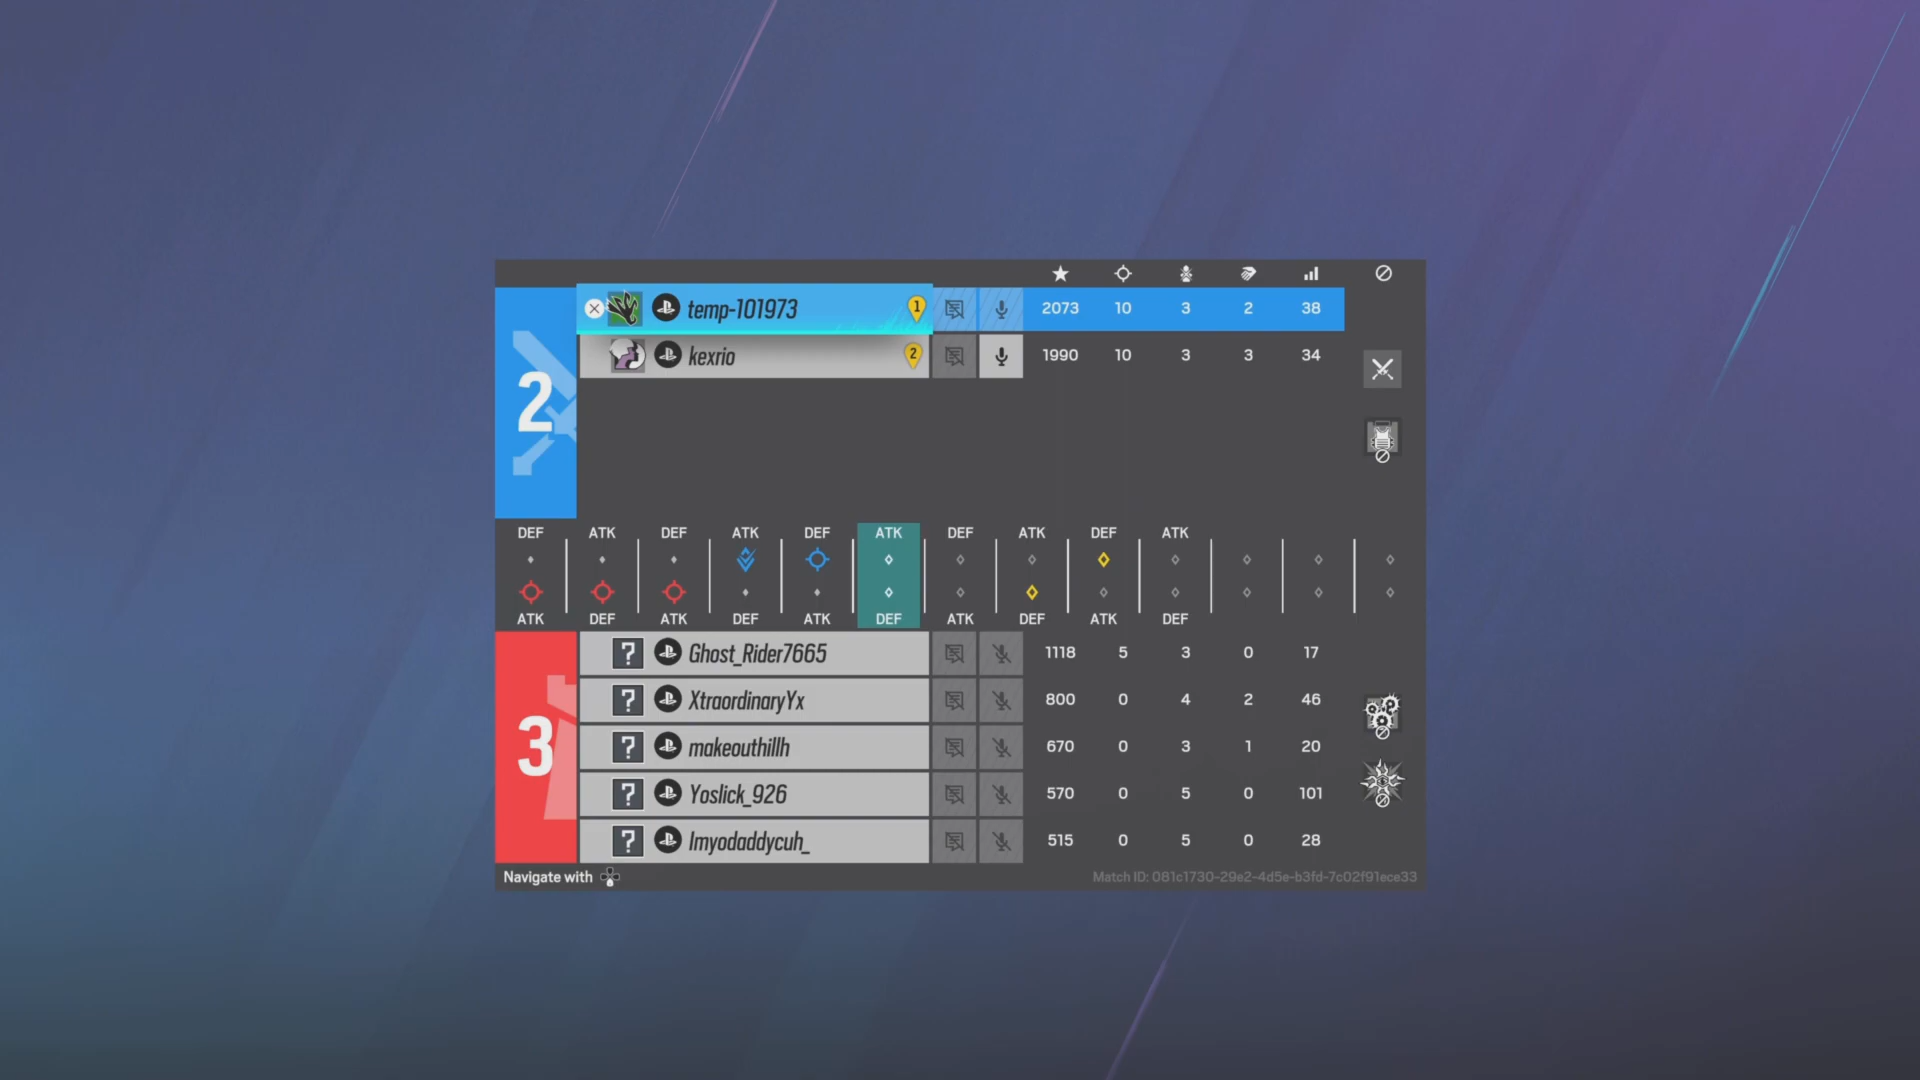 2
temp-101973 1 2073 10 3 2 38
kexrio 2 1990 10 3 3 34
DEF ATK DEF ATK DEF ATK DEF ATK DEF ATK
ATK DEF ATK DEF ATK DEF ATK DEF ATK DEF
3
? Ghost_Rider7665 1118 5 3 0 17
? XtraordinaryYx 800 0 4 2 46
? makeouthillh 670 0 3 1 20
? Yoslick_926 570 0 5 0 101
? Imyodaddycuh_ 515 0 5 0 28
Navigate with
Match ID: 081c1730-29e2-4d5e-b3fd-7c02f91ece33